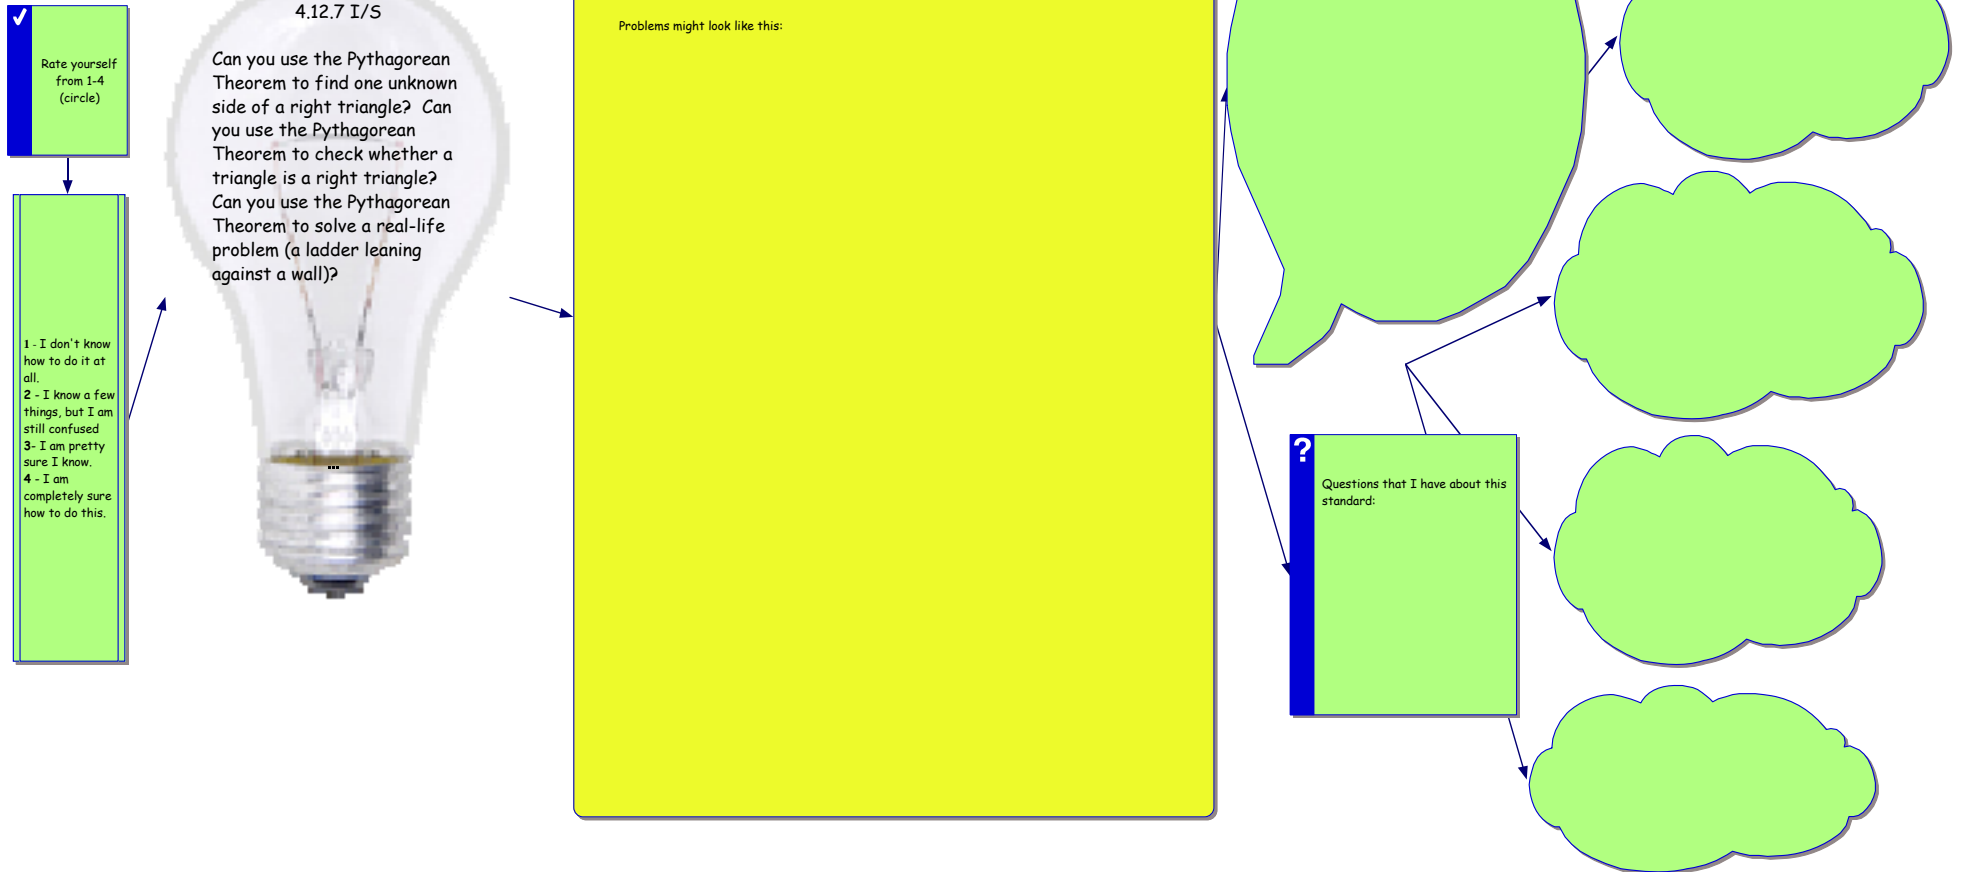 Rate yourself
from 1-4
(circle)
1 - I don't know
how to do it at
all.
2 - I know a few
things, but I am
still confused
3- I am pretty
sure I know.
4 - I am
completely sure
how to do this.
4.12.7 I/S
Can you use the Pythagorean
Theorem to find one unknown
side of a right triangle?  Can
you use the Pythagorean
Theorem to check whether a
triangle is a right triangle?
Can you use the Pythagorean
Theorem to solve a real-life
problem (a ladder leaning
against a wall)?
...
Problems might look like this:
?
Questions that I have about this
standard: